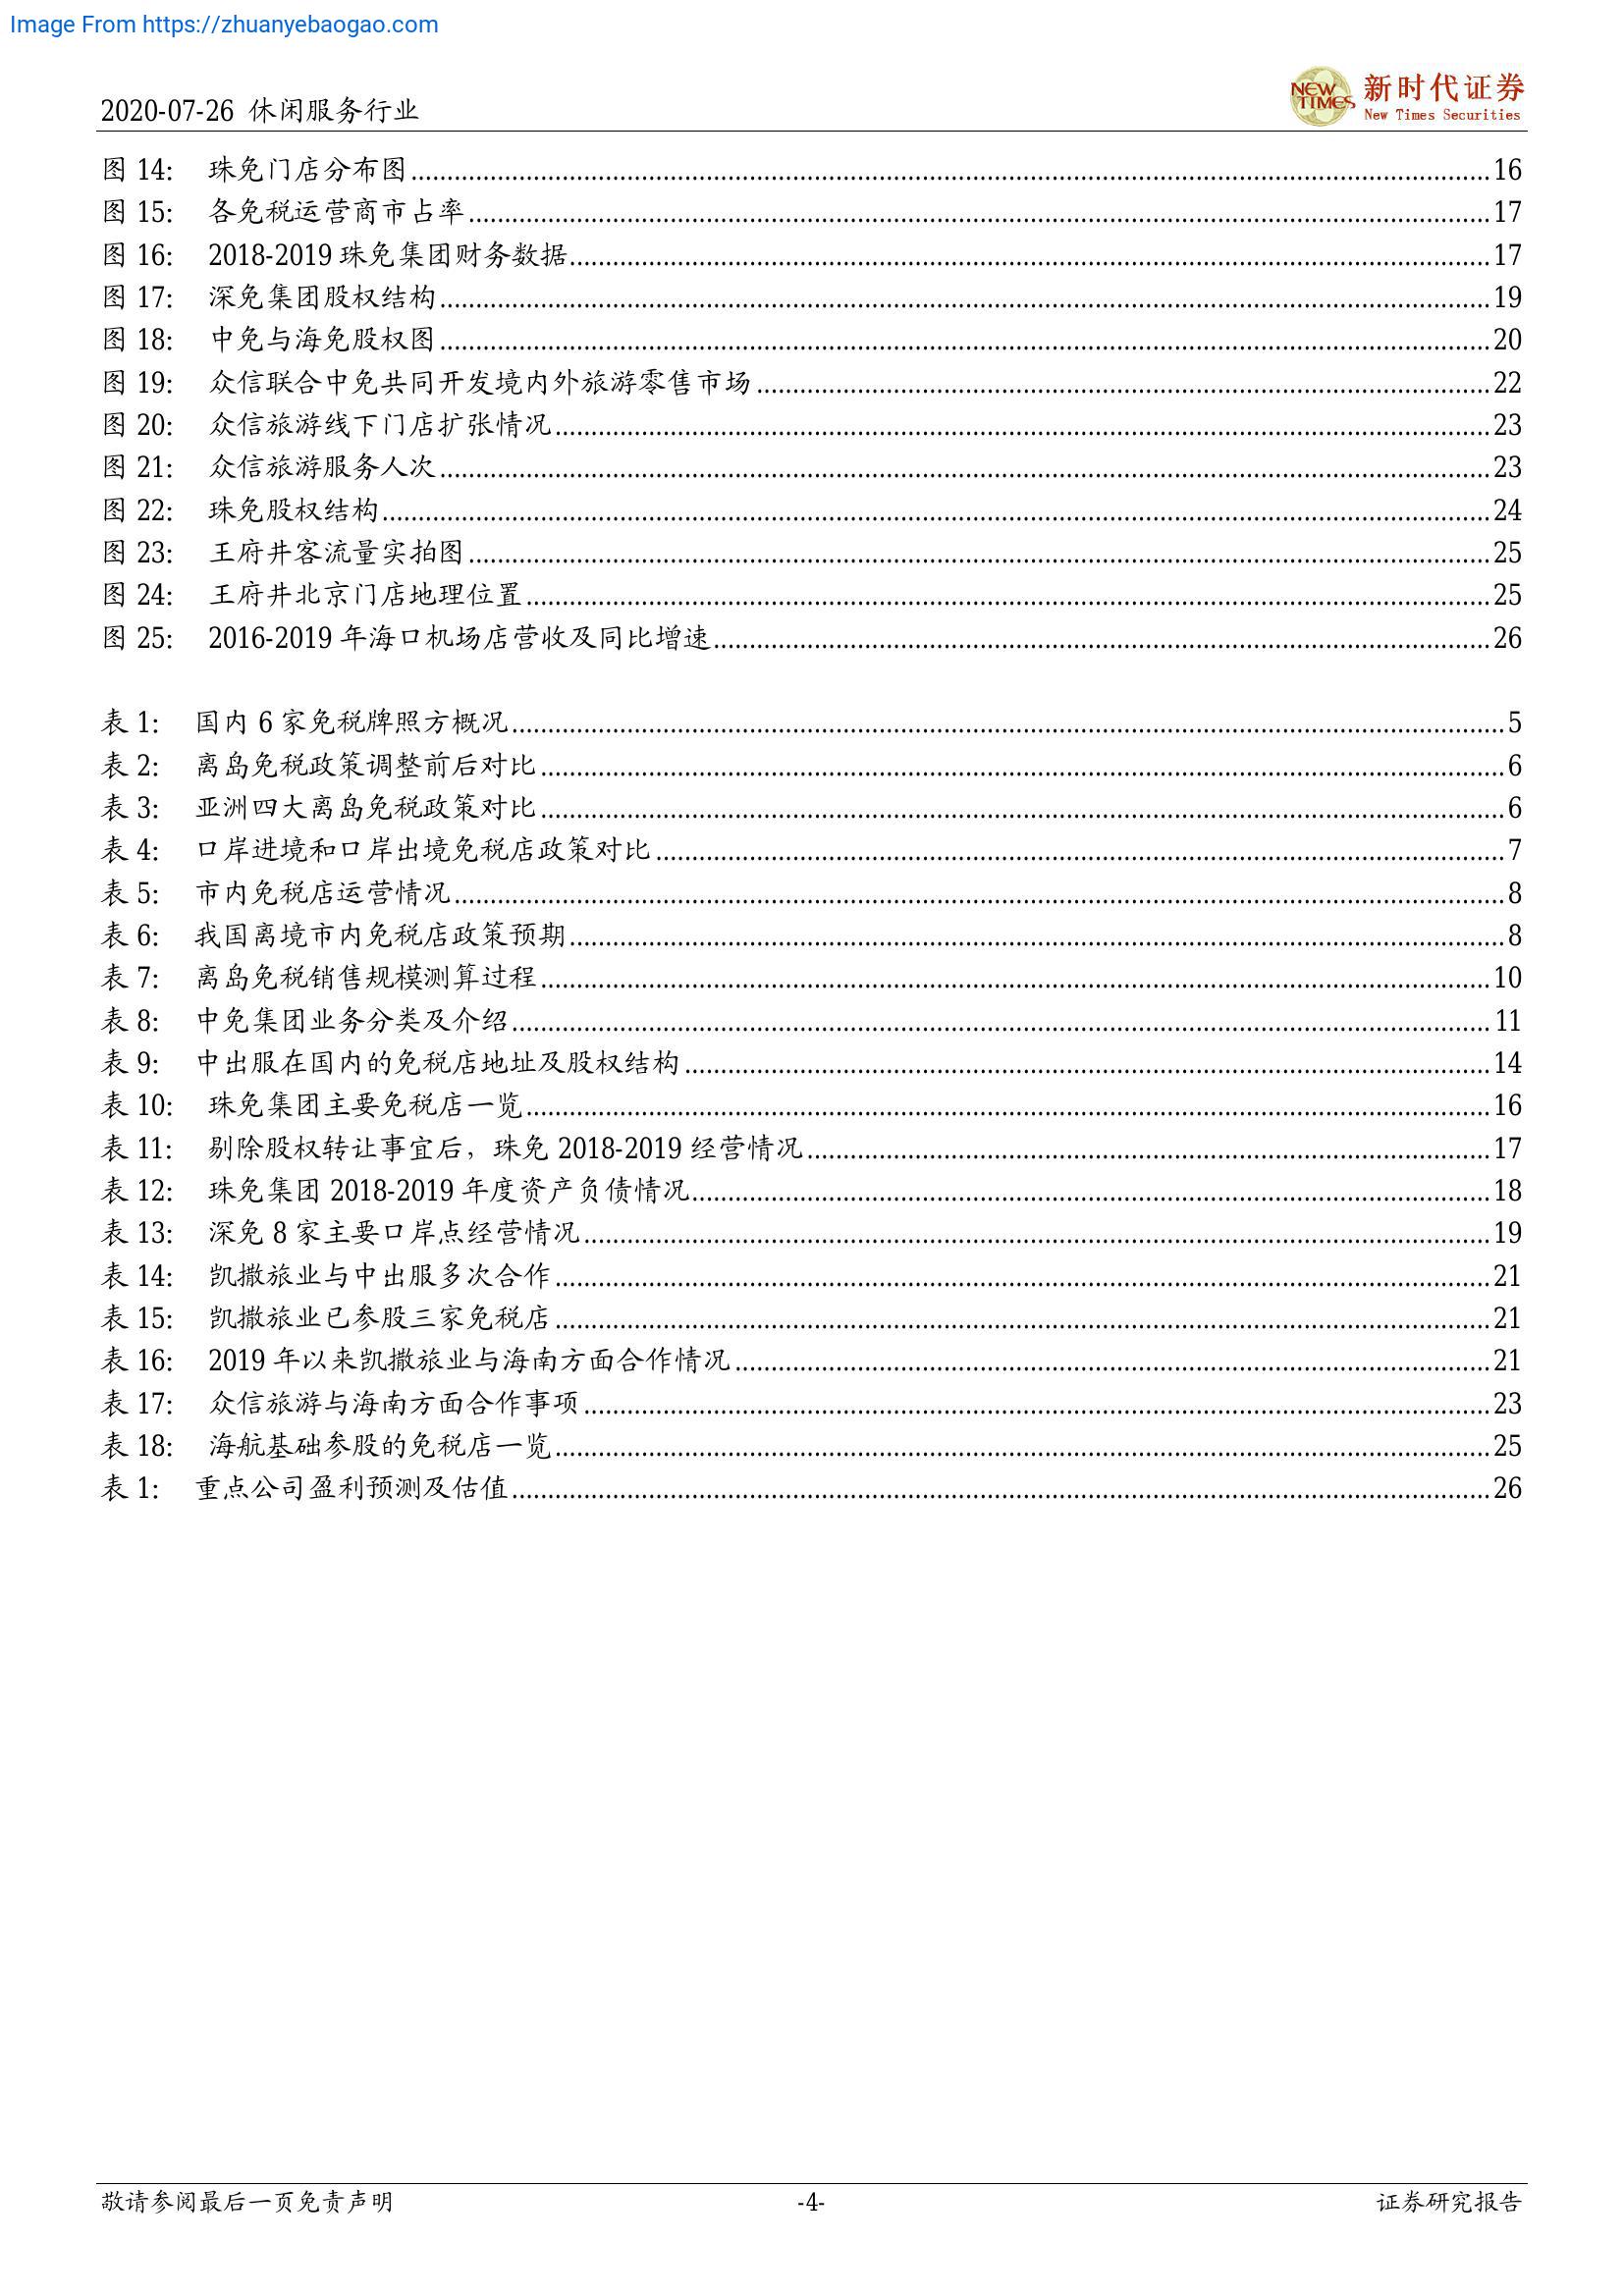 Image From https://zhuanyebaogao.com
2020-07-26 休闲服务行业
NEW TIMES 新时代证券
New Times Securities
图 14: 珠免门店分布图 16
图 15: 各免税运营商市占率 17
图 16: 2018-2019 珠免集团财务数据 17
图 17: 深免集团股权结构 19
图 18: 中免与海免股权图 20
图 19: 众信联合中免共同开发境内外旅游零售市场 22
图 20: 众信旅游线下门店扩张情况 23
图 21: 众信旅游服务人次 23
图 22: 珠免股权结构 24
图 23: 王府井客流量实拍图 25
图 24: 王府井北京门店地理位置 25
图 25: 2016-2019 年海口机场店营收及同比增速 26
表 1: 国内 6 家免税牌照方概况 5
表 2: 离岛免税政策调整前后对比 6
表 3: 亚洲四大离岛免税政策对比 6
表 4: 口岸进境和口岸出境免税店政策对比 7
表 5: 市内免税店运营情况 8
表 6: 我国离境市内免税店政策预期 8
表 7: 离岛免税销售规模测算过程 10
表 8: 中免集团业务分类及介绍 11
表 9: 中出服在国内的免税店地址及股权结构 14
表 10: 珠免集团主要免税店一览 16
表 11: 剔除股权转让事宜后，珠免 2018-2019 经营情况 17
表 12: 珠免集团 2018-2019 年度资产负债情况 18
表 13: 深免 8 家主要口岸点经营情况 19
表 14: 凯撒旅业与中出服多次合作 21
表 15: 凯撒旅业已参股三家免税店 21
表 16: 2019 年以来凯撒旅业与海南方面合作情况 21
表 17: 众信旅游与海南方面合作事项 23
表 18: 海航基础参股的免税店一览 25
表 1: 重点公司盈利预测及估值 26
敬请参阅最后一页免责声明 -4- 证券研究报告